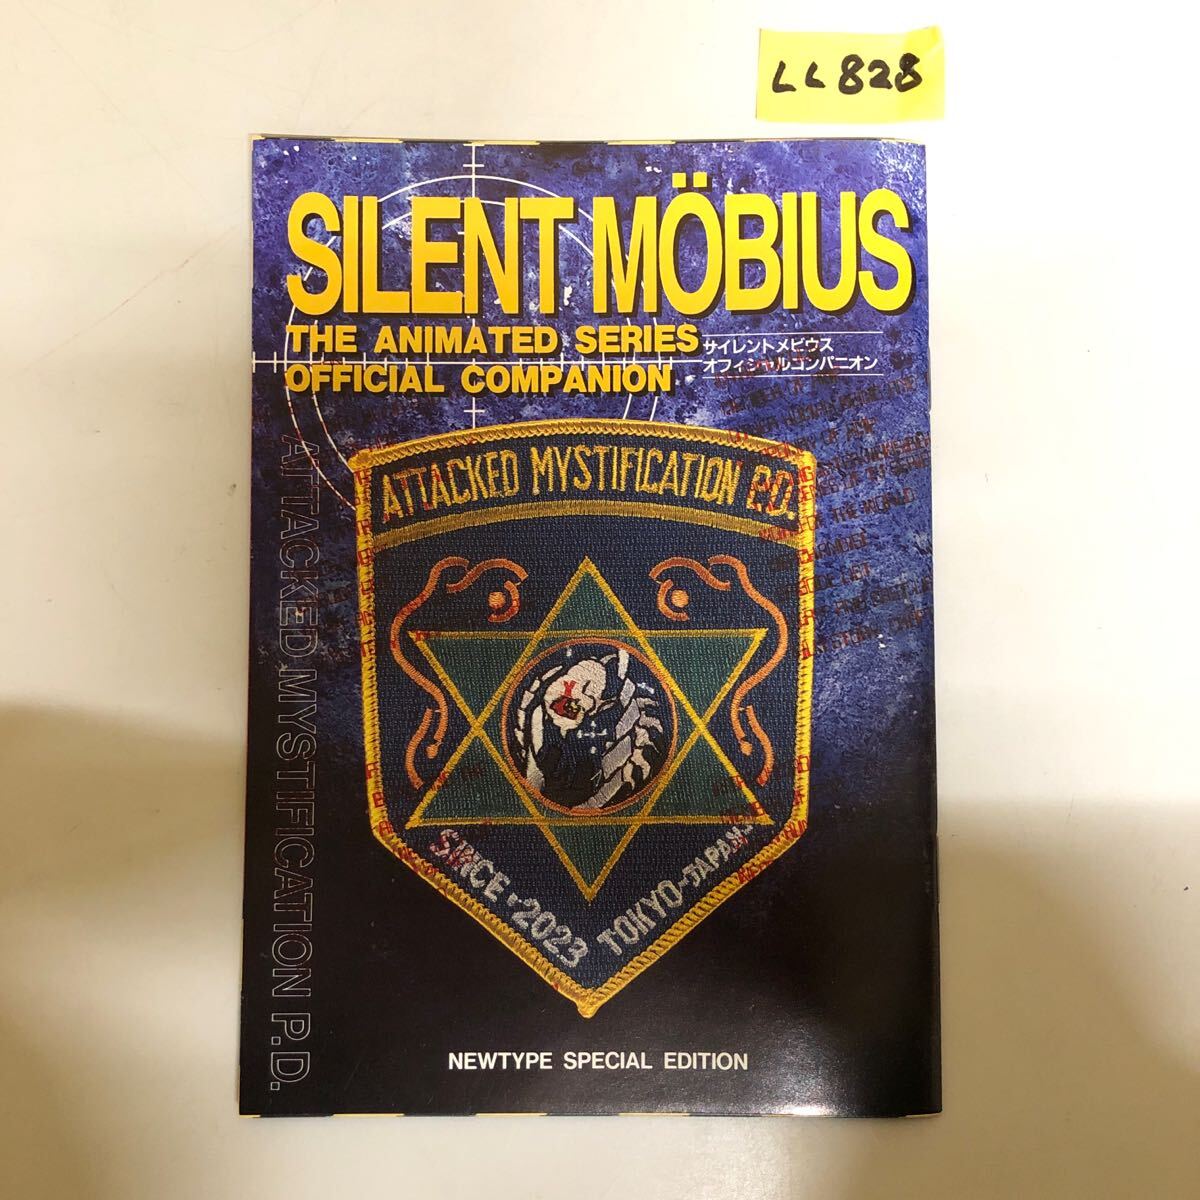 LL828
SILENT MÖBIUS
THE ANIMATED SERIES
OFFICIAL COMPANION
サイレントメビウス
オフィシャルコンパニオン
ATTACKED MYSTIFICATION P.D.
ATTACKED MYSTIFICATION P.D.
SINCE・2023
TOKYO-JAPAN-
NEWTYPE SPECIAL EDITION